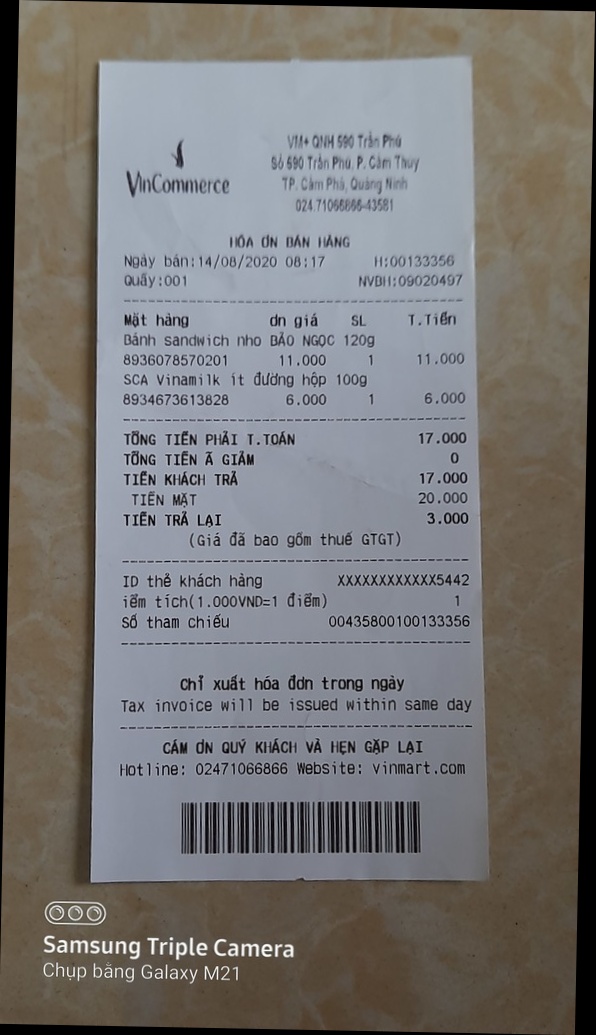 VinCommerce
VM+ QNH 590 Trần Phú
Số 590 Trần Phú, P. Cẩm Thuỷ
TP. Cẩm Phả, Quảng Ninh
024.71066866-43581
HÓA ƠN BÁN HÀNG
Ngày bán:14/08/2020 08:17 H:00133356
Quầy:001 NVBH:09020497
Mặt hàng ơn giá SL T.Tiền
Bánh sandwich nho BẢO NGỌC 120g
8936078570201 11.000 1 11.000
SCA Vinamilk ít đường hộp 100g
8934673613828 6.000 1 6.000
TỔNG TIỀN PHẢI T.TOÁN 17.000
TỔNG TIỀN Ã GIẢM 0
TIỀN KHÁCH TRẢ 17.000
TIỀN MẶT 20.000
TIỀN TRẢ LẠI 3.000
(Giá đã bao gồm thuế GTGT)
ID thẻ khách hàng XXXXXXXXXXXX5442
iểm tích(1.000VND=1 điểm) 1
Số tham chiếu 00435800100133356
Chỉ xuất hóa đơn trong ngày
Tax invoice will be issued within same day
CẢM ƠN QUÝ KHÁCH VÀ HẸN GẶP LẠI
Hotline: 02471066866 Website: vinmart.com
Samsung Triple Camera
Chụp bằng Galaxy M21